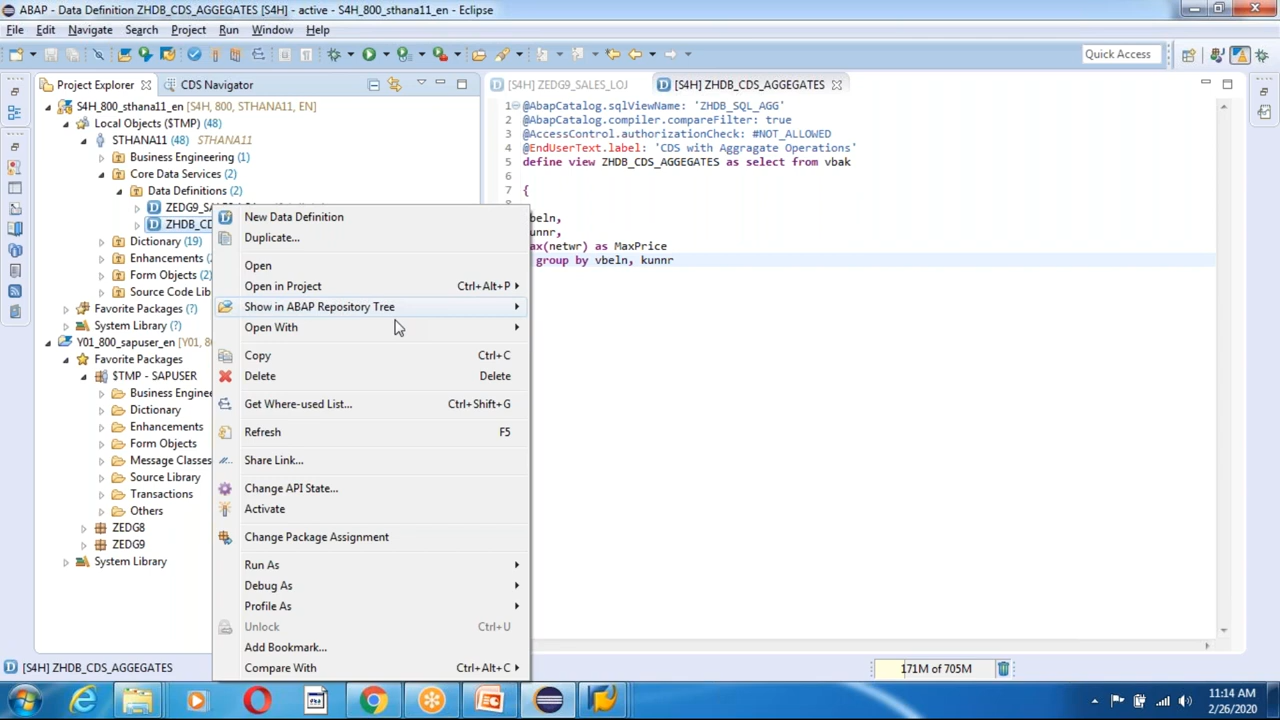 ABAP - Data Definition ZHDB_CDS_AGGEGATES [S4H] - active - S4H_800_sthana11_en - Eclipse
File Edit Navigate Search Project Run Window Help
Quick Access
Project Explorer CDS Navigator
[S4H] ZEDG9_SALES_LOJ [S4H] ZHDB_CDS_AGGEGATES
S4H_800_sthana11_en [S4H, 800, STHANA11, EN]
Local Objects ($TMP) (48)
STHANA11 (48) STHANA11
Business Engineering (1)
Core Data Services (2)
Data Definitions (2)
ZEDG9_SA
ZHDB_CD
Dictionary (19)
Enhancements (
Form Objects (2)
Source Code Lib
Favorite Packages (?)
System Library (?)
Y01_800_sapuser_en [Y01, 8
Favorite Packages
$TMP - SAPUSER
Business Enginee
Dictionary
Enhancements
Form Objects
Message Classes
Source Library
Transactions
Others
ZEDG8
ZEDG9
System Library
New Data Definition
Duplicate...
Open
Open in Project Ctrl+Alt+P
Show in ABAP Repository Tree
Open With
Copy Ctrl+C
Delete Delete
Get Where-used List... Ctrl+Shift+G
Refresh F5
Share Link...
Change API State...
Activate
Change Package Assignment
Run As
Debug As
Profile As
Unlock Ctrl+U
Add Bookmark...
Compare With Ctrl+Alt+C
1 @AbapCatalog.sqlViewName: 'ZHDB_SQL_AGG'
2 @AbapCatalog.compiler.compareFilter: true
3 @AccessControl.authorizationCheck: #NOT_ALLOWED
4 @EndUserText.label: 'CDS with Aggragate Operations'
5 define view ZHDB_CDS_AGGEGATES as select from vbak
6
7 {
beln,
unnr,
ax(netwr) as MaxPrice
group by vbeln, kunnr
[S4H] ZHDB_CDS_AGGEGATES
171M of 705M
11:14 AM
2/26/2020